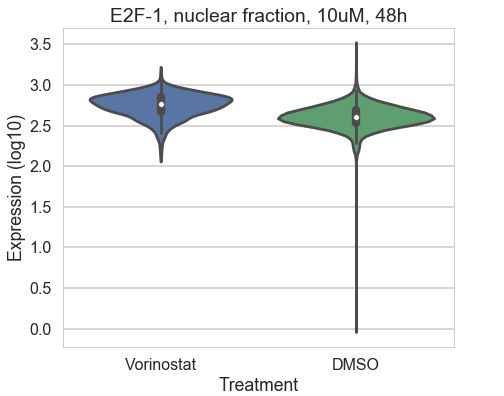 E2F-1, nuclear fraction, 10uM, 48h
3.5
3.0
2.5
2.0
1.5
1.0
0.5
0.0
Expression (log10)
Vorinostat DMSO
Treatment